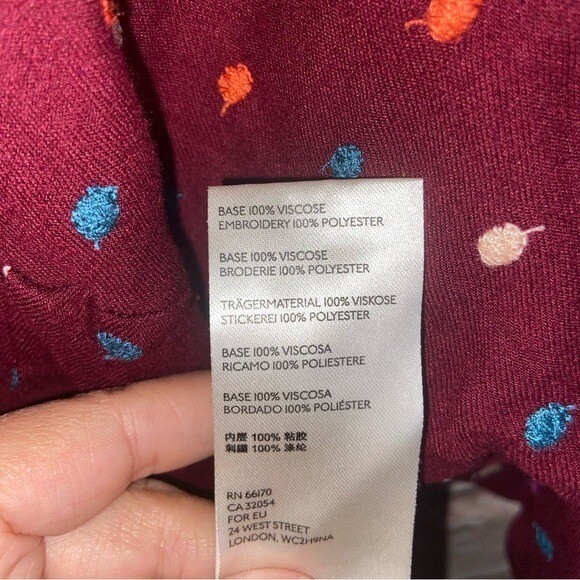 BASE 100% VISCOSE
EMBROIDERY 100% POLYESTER
BASE 100% VISCOSE
BRODERIE 100% POLYESTER
TRÄGERMATERIAL 100% VISKOSE
STICKEREI 100% POLYESTER
BASE 100% VISCOSA
RICAMO 100% POLIESTERE
BASE 100% VISCOSA
BORDADO 100% POLIÉSTER
内层 100% 粘胶
刺繡 100% 涤纶
RN 66170
CA 32054
FOR EU
24 WEST STREET
LONDON, WC2H9NA